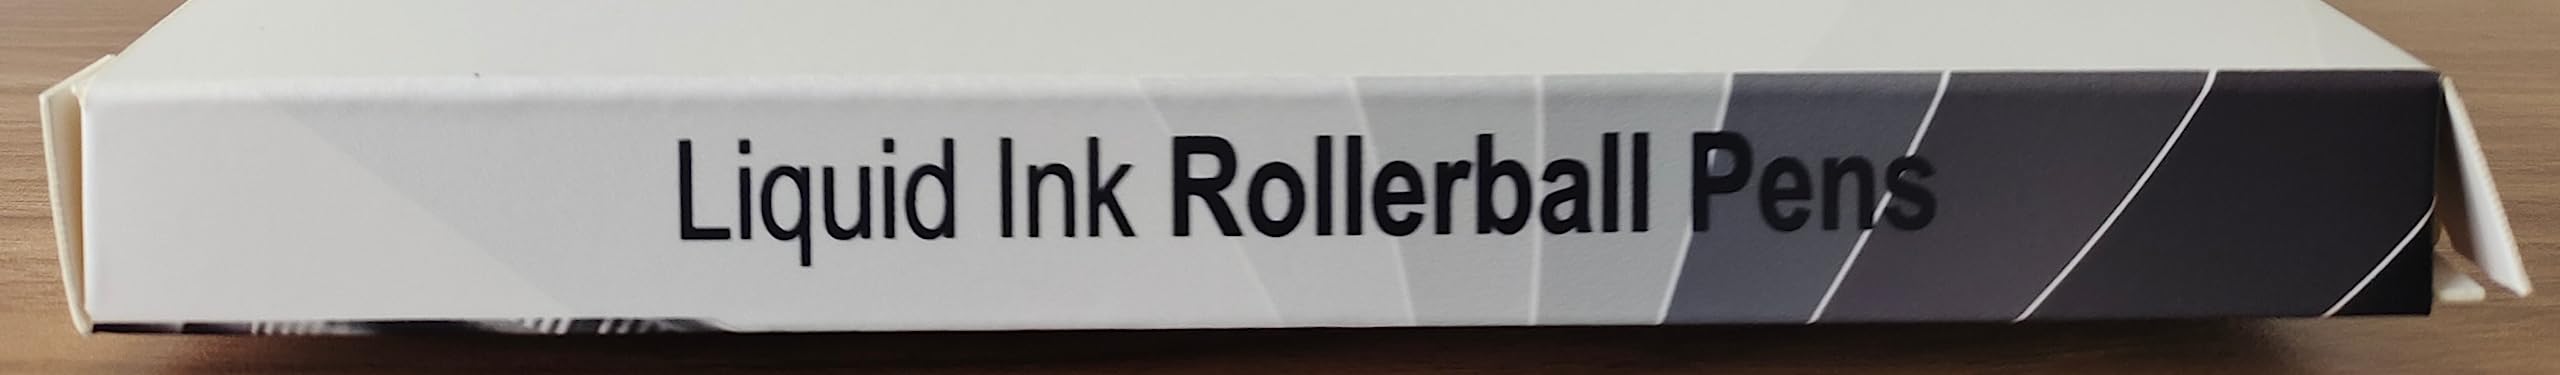 Liquid Ink Rollerball Pens